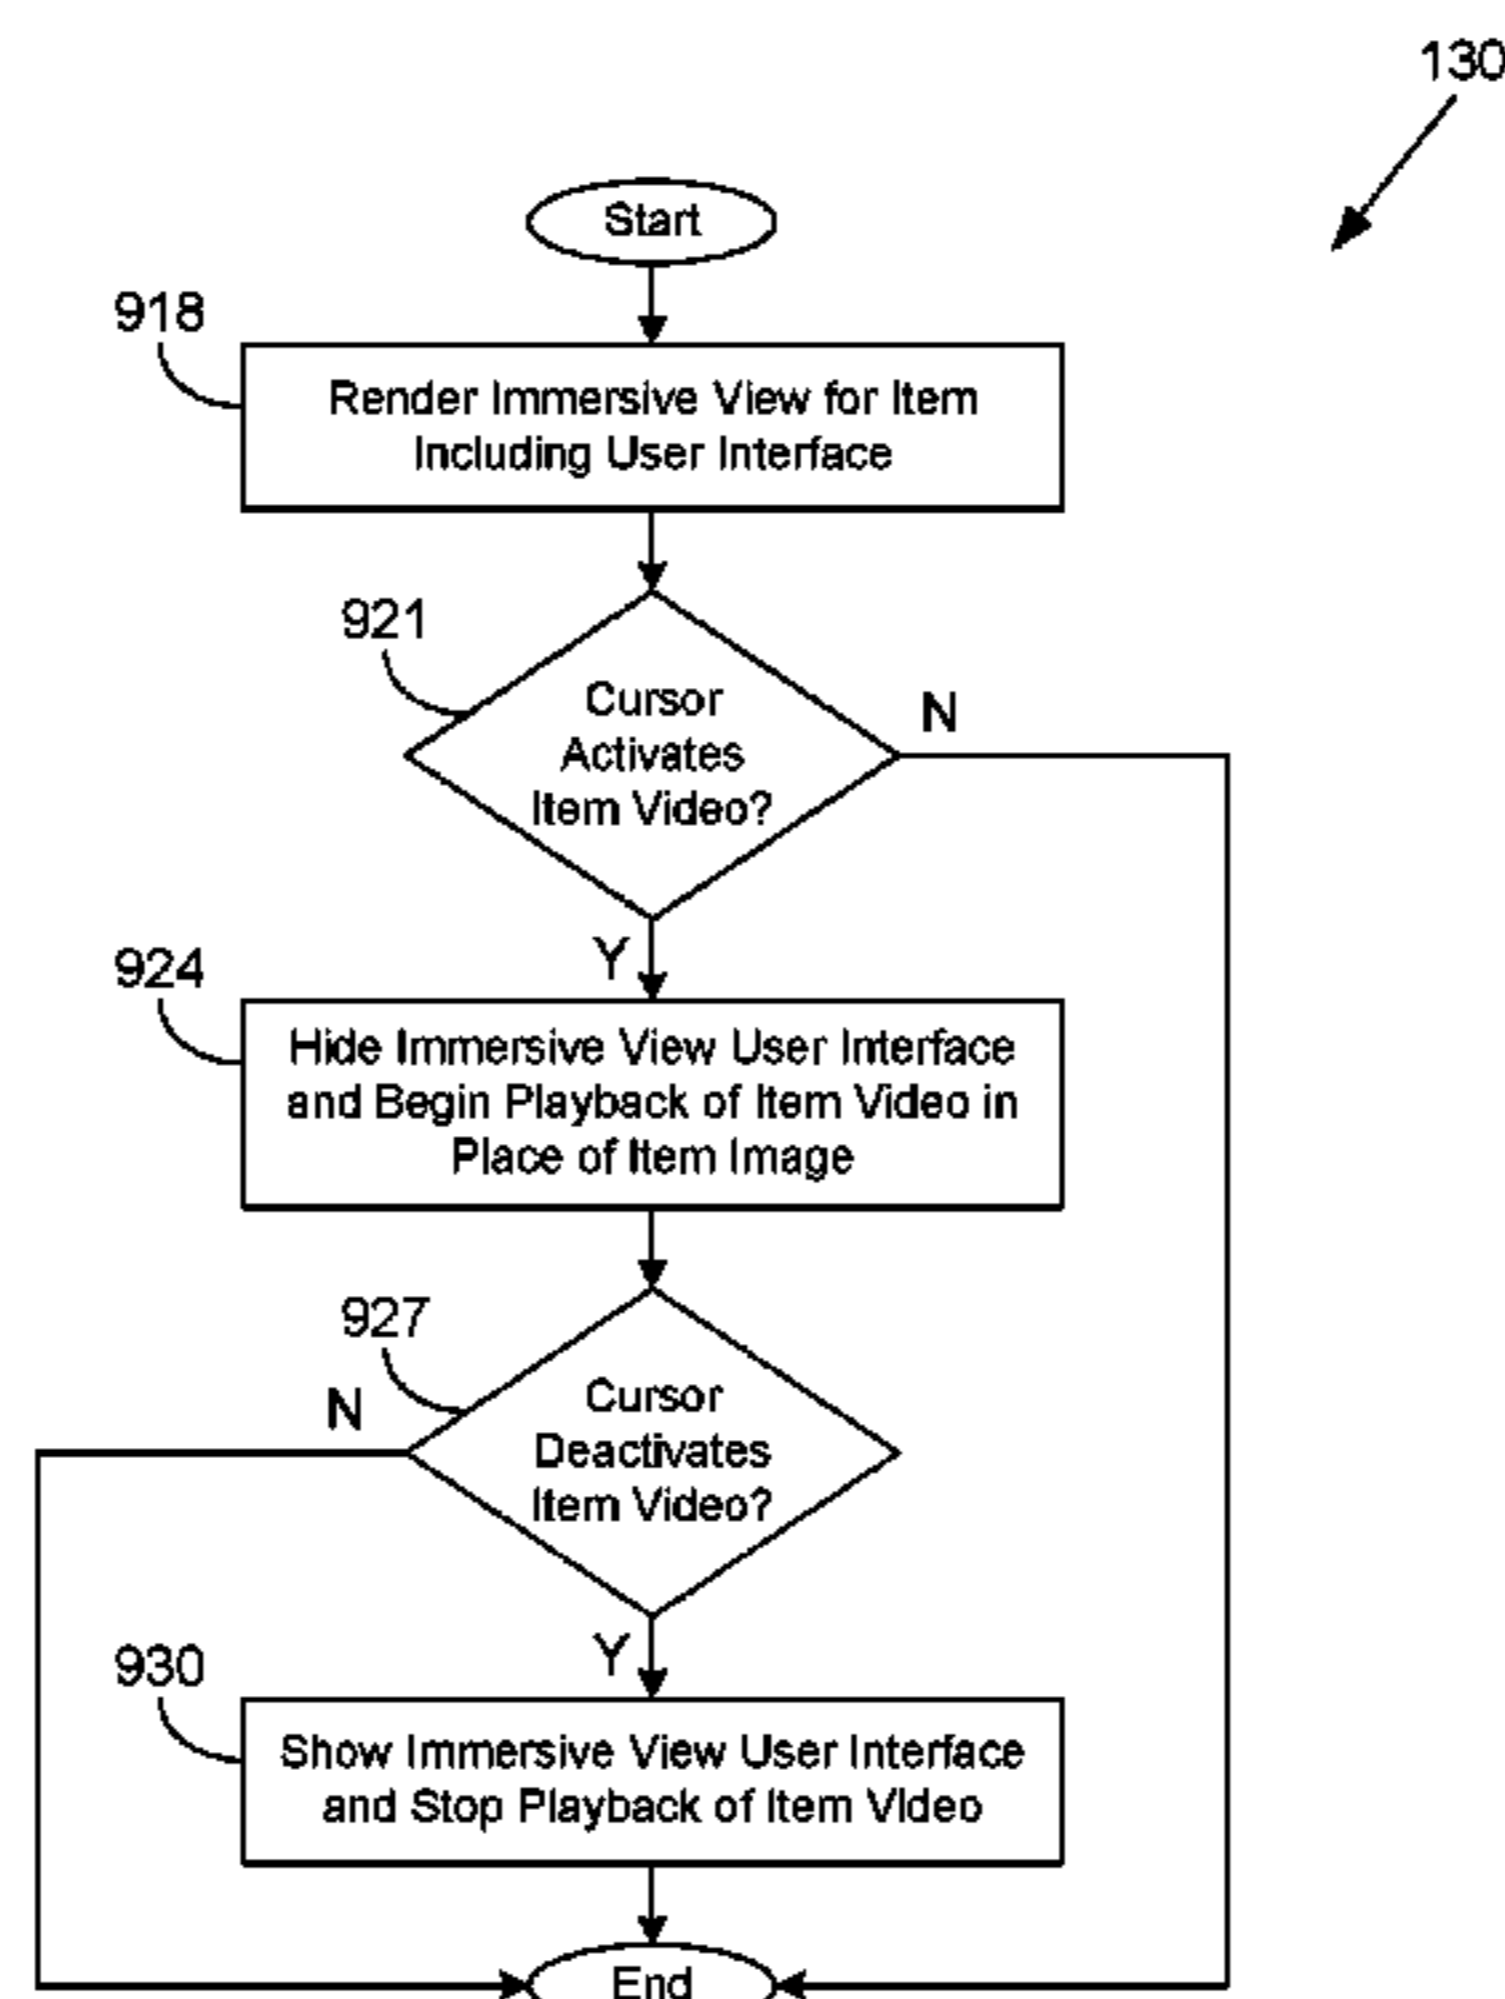 130
Start
918
Render Immersive View for Item
Including User Interface
921
Cursor
Activates
Item Video?
N
Y
924
Hide Immersive View User Interface
and Begin Playback of Item Video in
Place of Item Image
927
Cursor
Deactivates
Item Video?
N
Y
930
Show Immersive View User Interface
and Stop Playback of Item Video
End